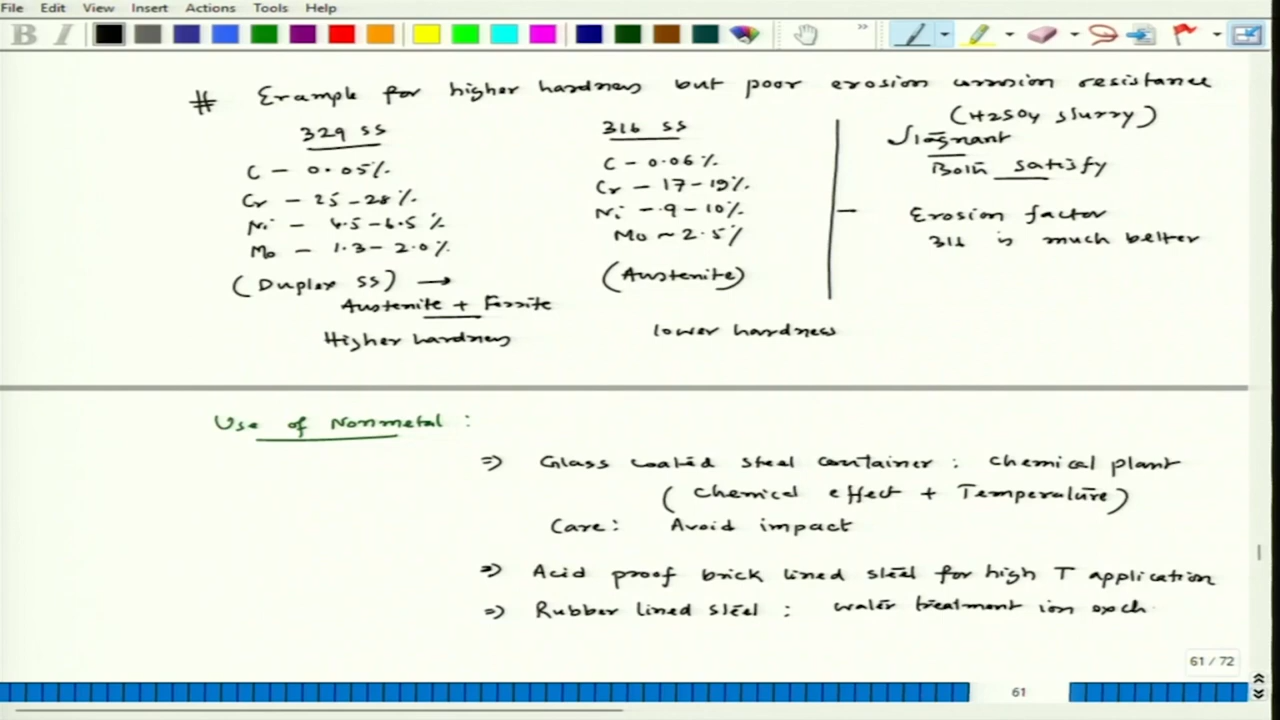 File Edit View Insert Actions Tools Help
B I
# Example for higher hardness but poor erosion corrosion resistance
(H2SO4 slurry)
329 SS
C - 0.05%
Cr - 25-28%
Ni - 4.5-6.5 %
Mo - 1.3-2.0%
(Duplex SS) →
Austenite + Ferrite
Higher hardness
316 SS
C - 0.06%
Cr - 17-19%
Ni - 9-10%
Mo ~ 2.5%
(Austenite)
lower hardness
Stagnant
Both satisfy
Erosion factor
316 is much better
Use of Nonmetal :
⇒ Glass coated steel container : chemical plant
(chemical effect + Temperature)
Care: Avoid impact
⇒ Acid proof brick lined steel for high T application
⇒ Rubber lined steel : water treatment ion exch
61 / 72
61